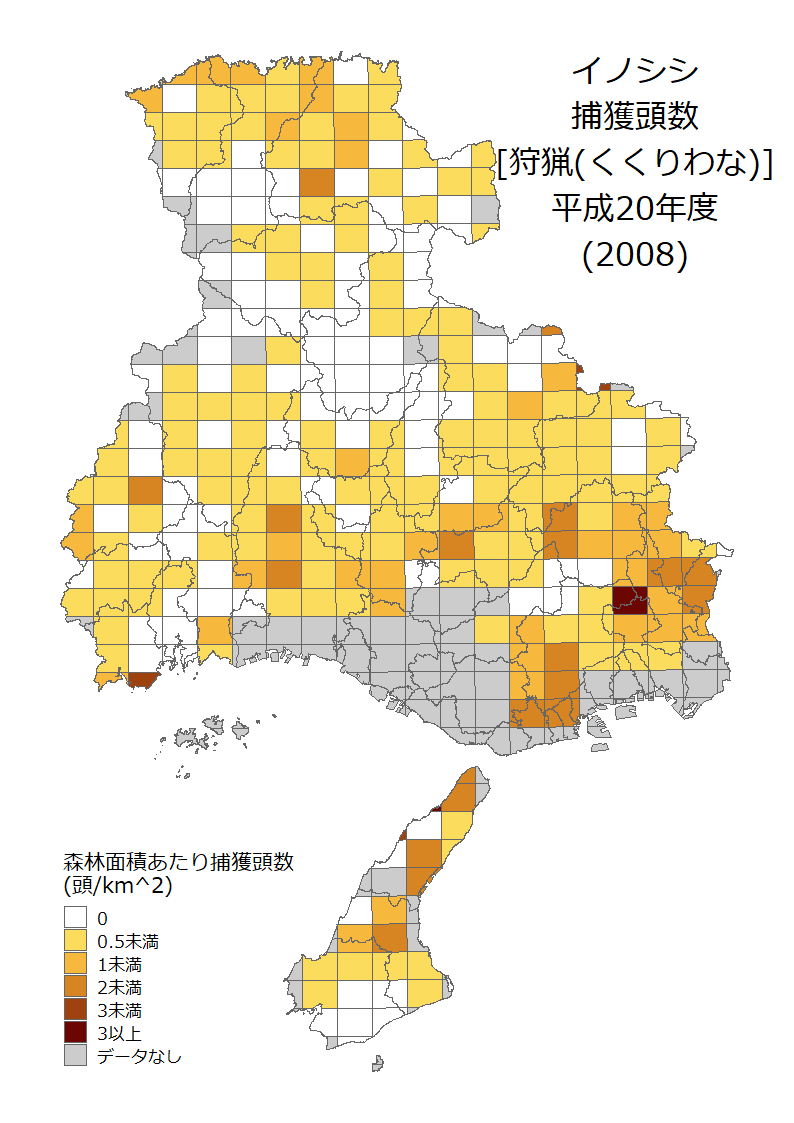 イノシシ
捕獲頭数
[狩猟(くくりわな)]
平成20年度
(2008)
森林面積あたり捕獲頭数
(頭/km^2)
0
0.5未満
1未満
2未満
3未満
3以上
データなし